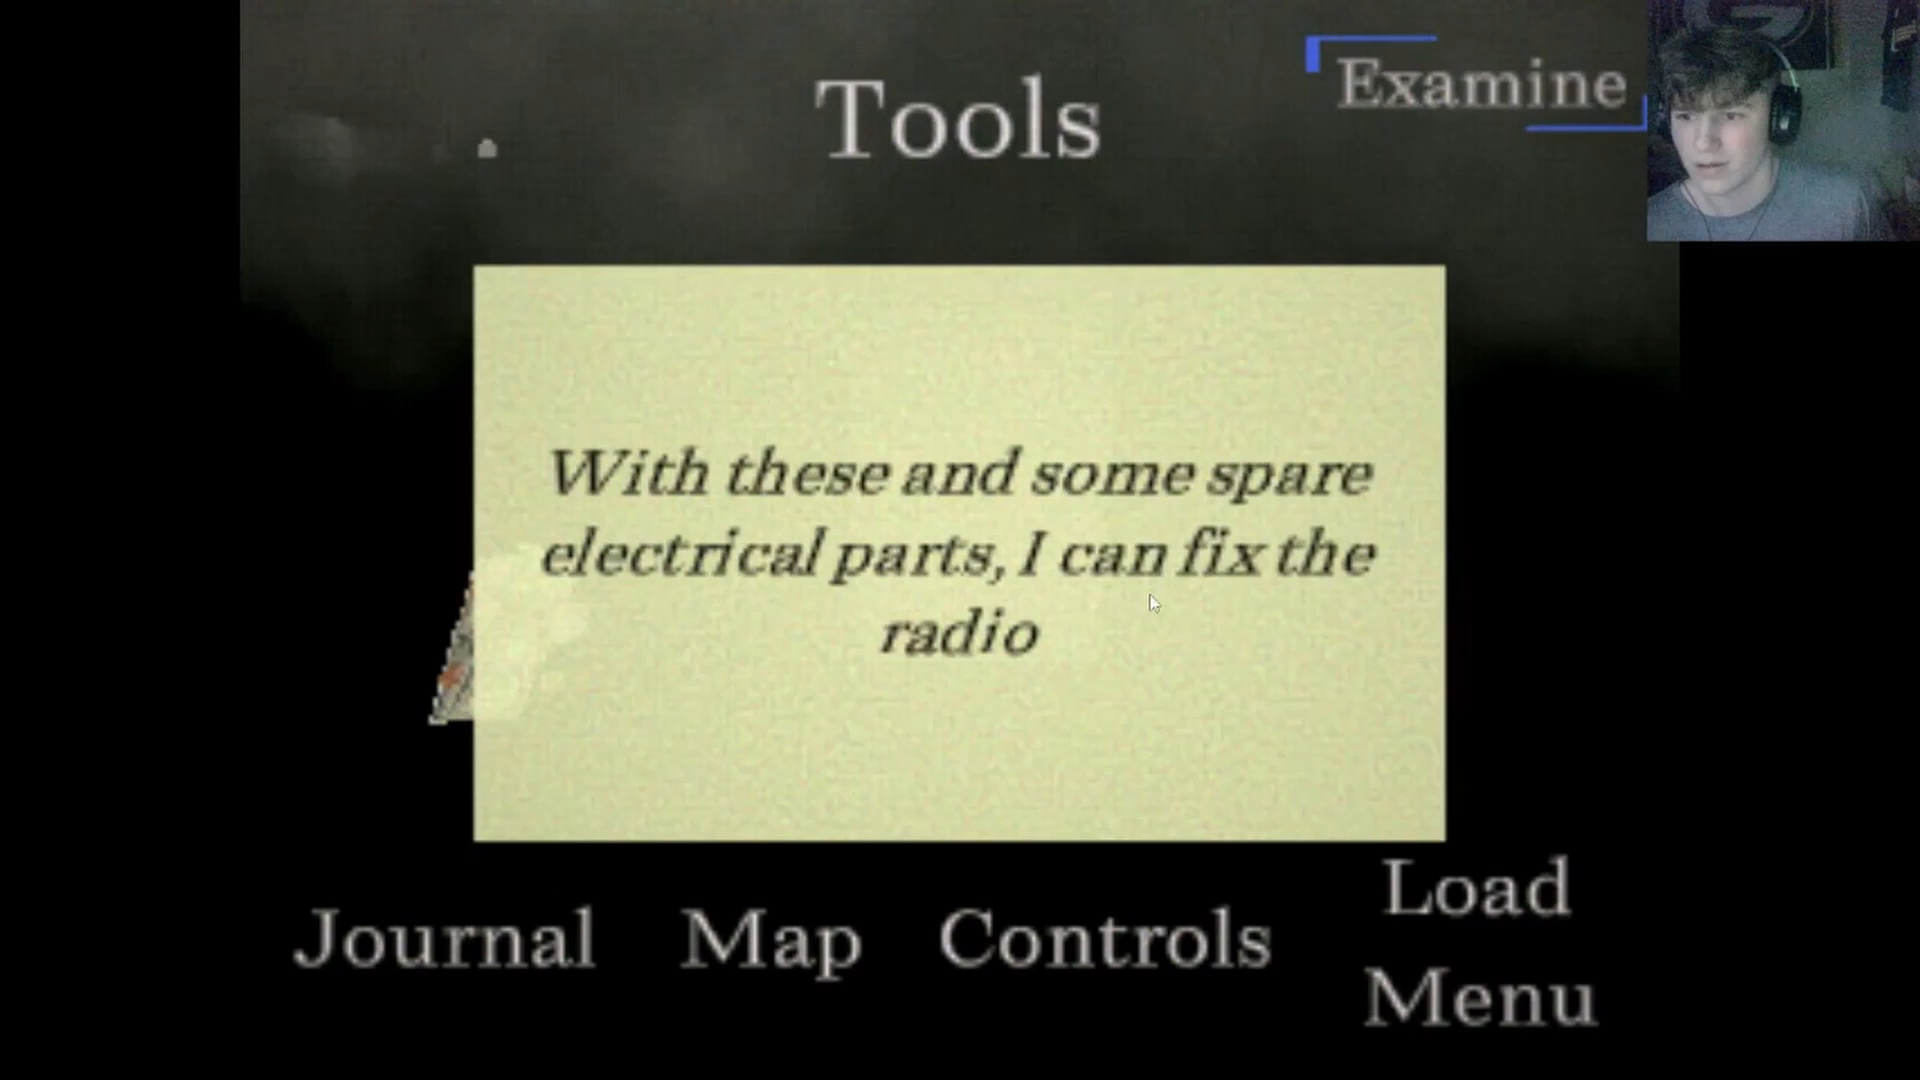 Tools
Examine
With these and some spare
electrical parts, I can fix the
radio
Journal
Map
Controls
Load
Menu